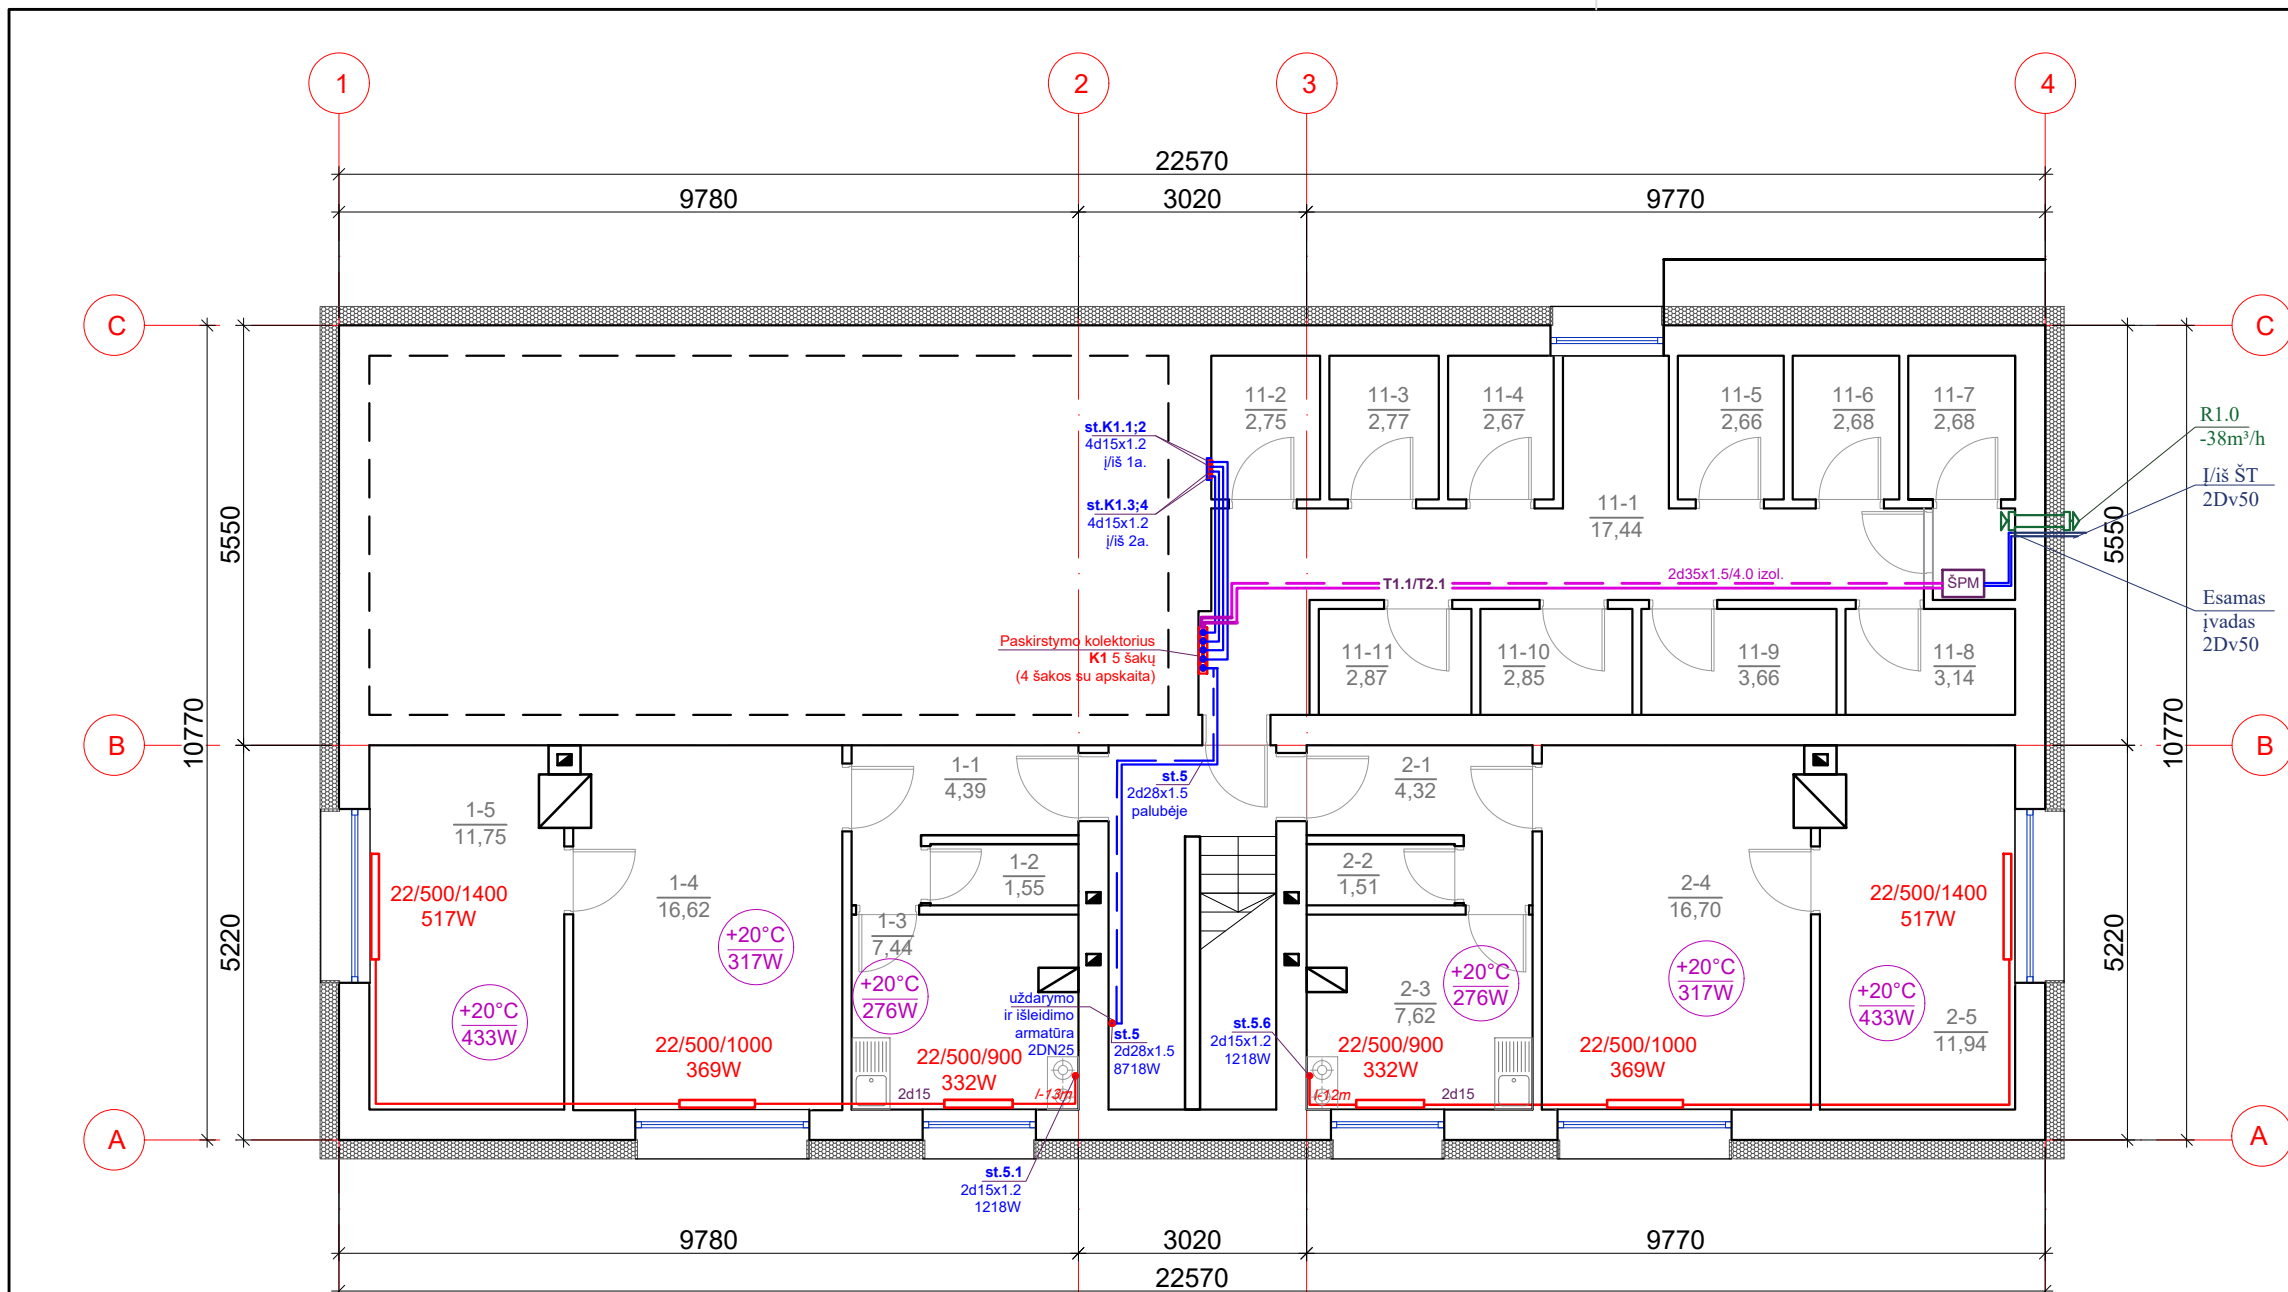 1
2
3
4
22570
9780
3020
9770
C
C
5550
10770
5550
10770
11-2
2,75
11-3
2,77
11-4
2,67
11-5
2,66
11-6
2,68
11-7
2,68
R1.0
-38m³/h
Į/iš ŠT
2Dv50
st.K1.1;2
4d15x1.2
į/iš 1a.
st.K1.3;4
4d15x1.2
į/iš 2a.
11-1
17,44
T1.1/T2.1
2d35x1.5/4.0 izol.
ŠPM
Esamas
įvadas
2Dv50
Paskirstymo kolektorius
K1 5 šakų
(4 šakos su apskaita)
11-11
2,87
11-10
2,85
11-9
3,66
11-8
3,14
B
B
1-1
4,39
st.5
2d28x1.5
palubėje
2-1
4,32
1-5
11,75
1-4
16,62
1-2
1,55
2-2
1,51
2-4
16,70
22/500/1400
517W
22/500/1400
517W
5220
5220
1-3
7,44
+20°C
317W
+20°C
276W
+20°C
433W
+20°C
276W
+20°C
317W
+20°C
433W
2-3
7,62
2-5
11,94
uždarymo
ir išleidimo
armatūra
2DN25
st.5
2d28x1.5
8718W
st.5.6
2d15x1.2
1218W
22/500/1000
369W
22/500/900
332W
22/500/900
332W
22/500/1000
369W
2d15
l-13m
l-12m
2d15
A
A
st.5.1
2d15x1.2
1218W
9780
3020
9770
22570